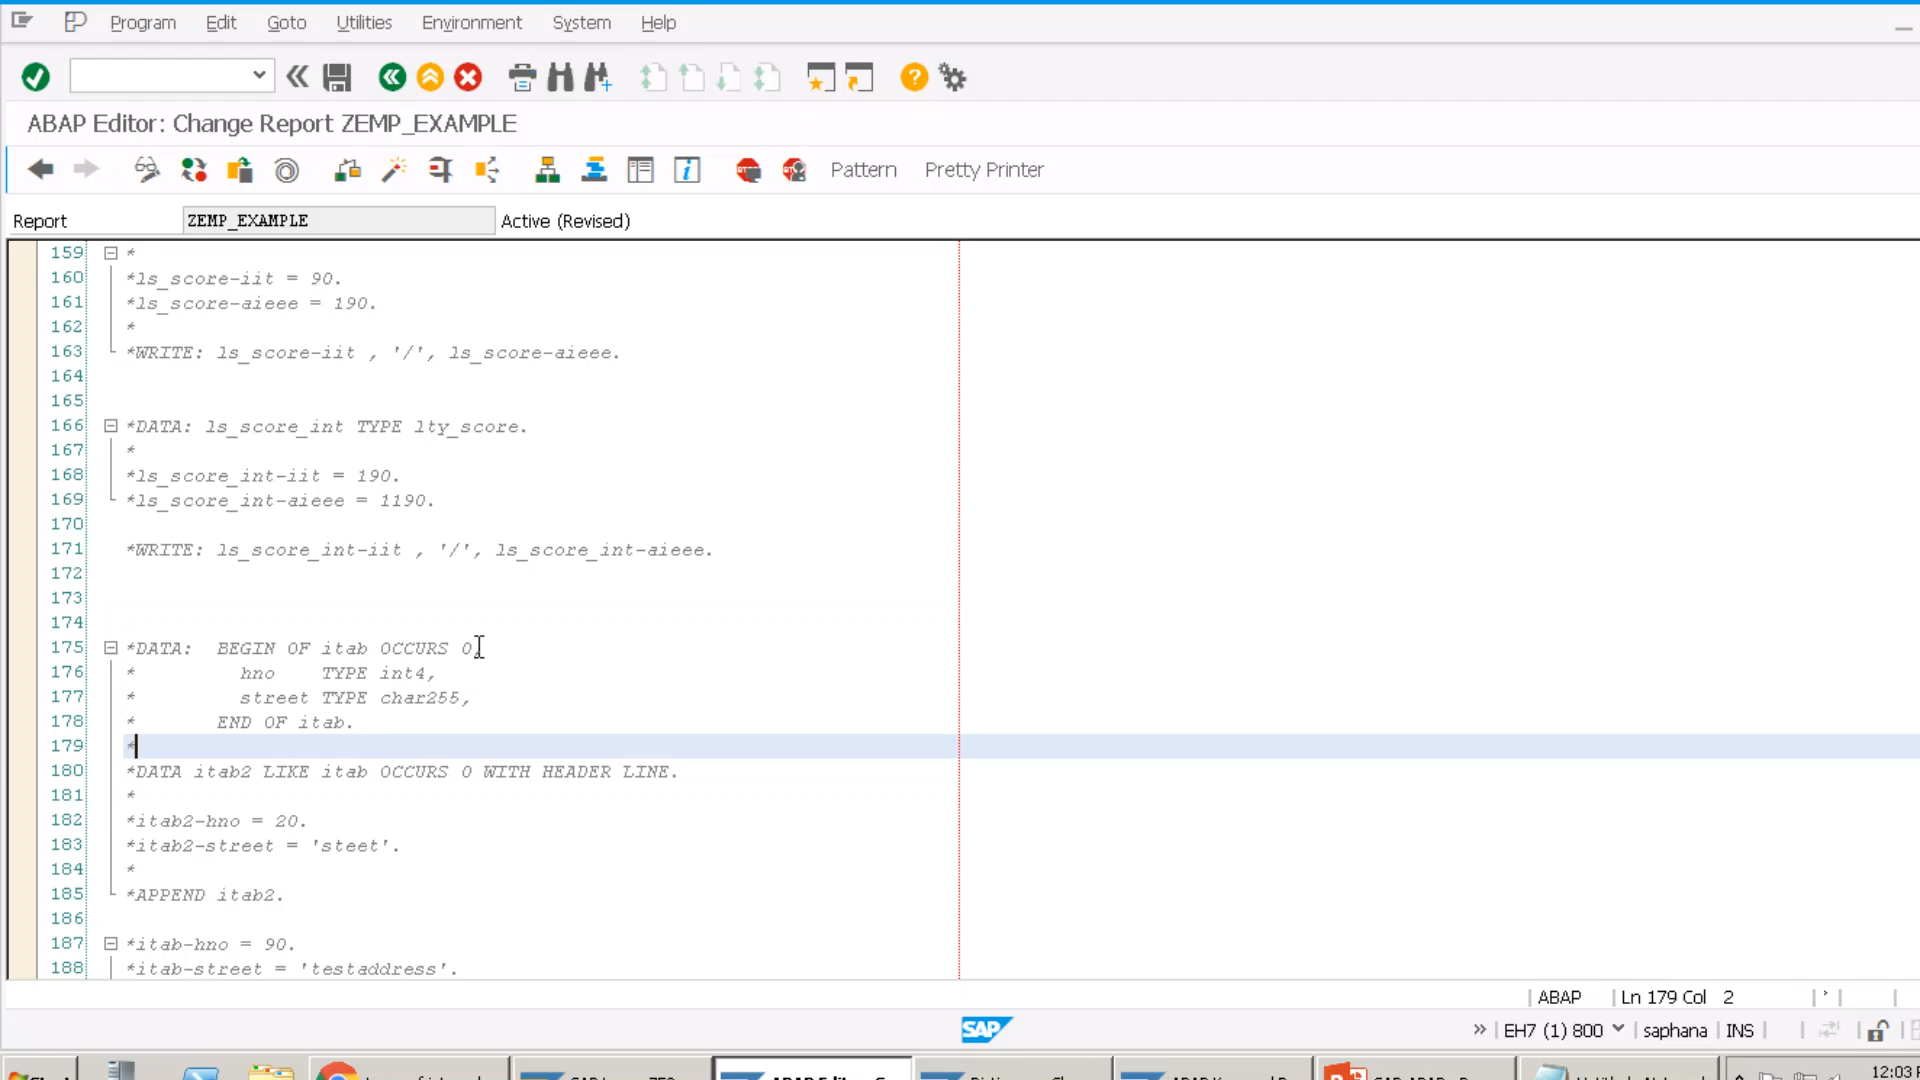 Program Edit Goto Utilities Environment System Help
ABAP Editor: Change Report ZEMP_EXAMPLE
Pattern Pretty Printer
Report ZEMP_EXAMPLE Active (Revised)
159 *
160 *ls_score-iit = 90.
161 *ls_score-aieee = 190.
162 *
163 *WRITE: ls_score-iit , '/', ls_score-aieee.
164
165
166 *DATA: ls_score_int TYPE lty_score.
167 *
168 *ls_score_int-iit = 190.
169 *ls_score_int-aieee = 1190.
170
171 *WRITE: ls_score_int-iit , '/', ls_score_int-aieee.
172
173
174
175 *DATA: BEGIN OF itab OCCURS 0,
176 * hno TYPE int4,
177 * street TYPE char255,
178 * END OF itab.
179 *
180 *DATA itab2 LIKE itab OCCURS 0 WITH HEADER LINE.
181 *
182 *itab2-hno = 20.
183 *itab2-street = 'steet'.
184 *
185 *APPEND itab2.
186
187 *itab-hno = 90.
188 *itab-street = 'testaddress'.
ABAP Ln 179 Col 2
SAP
EH7 (1) 800 saphana INS
12:03